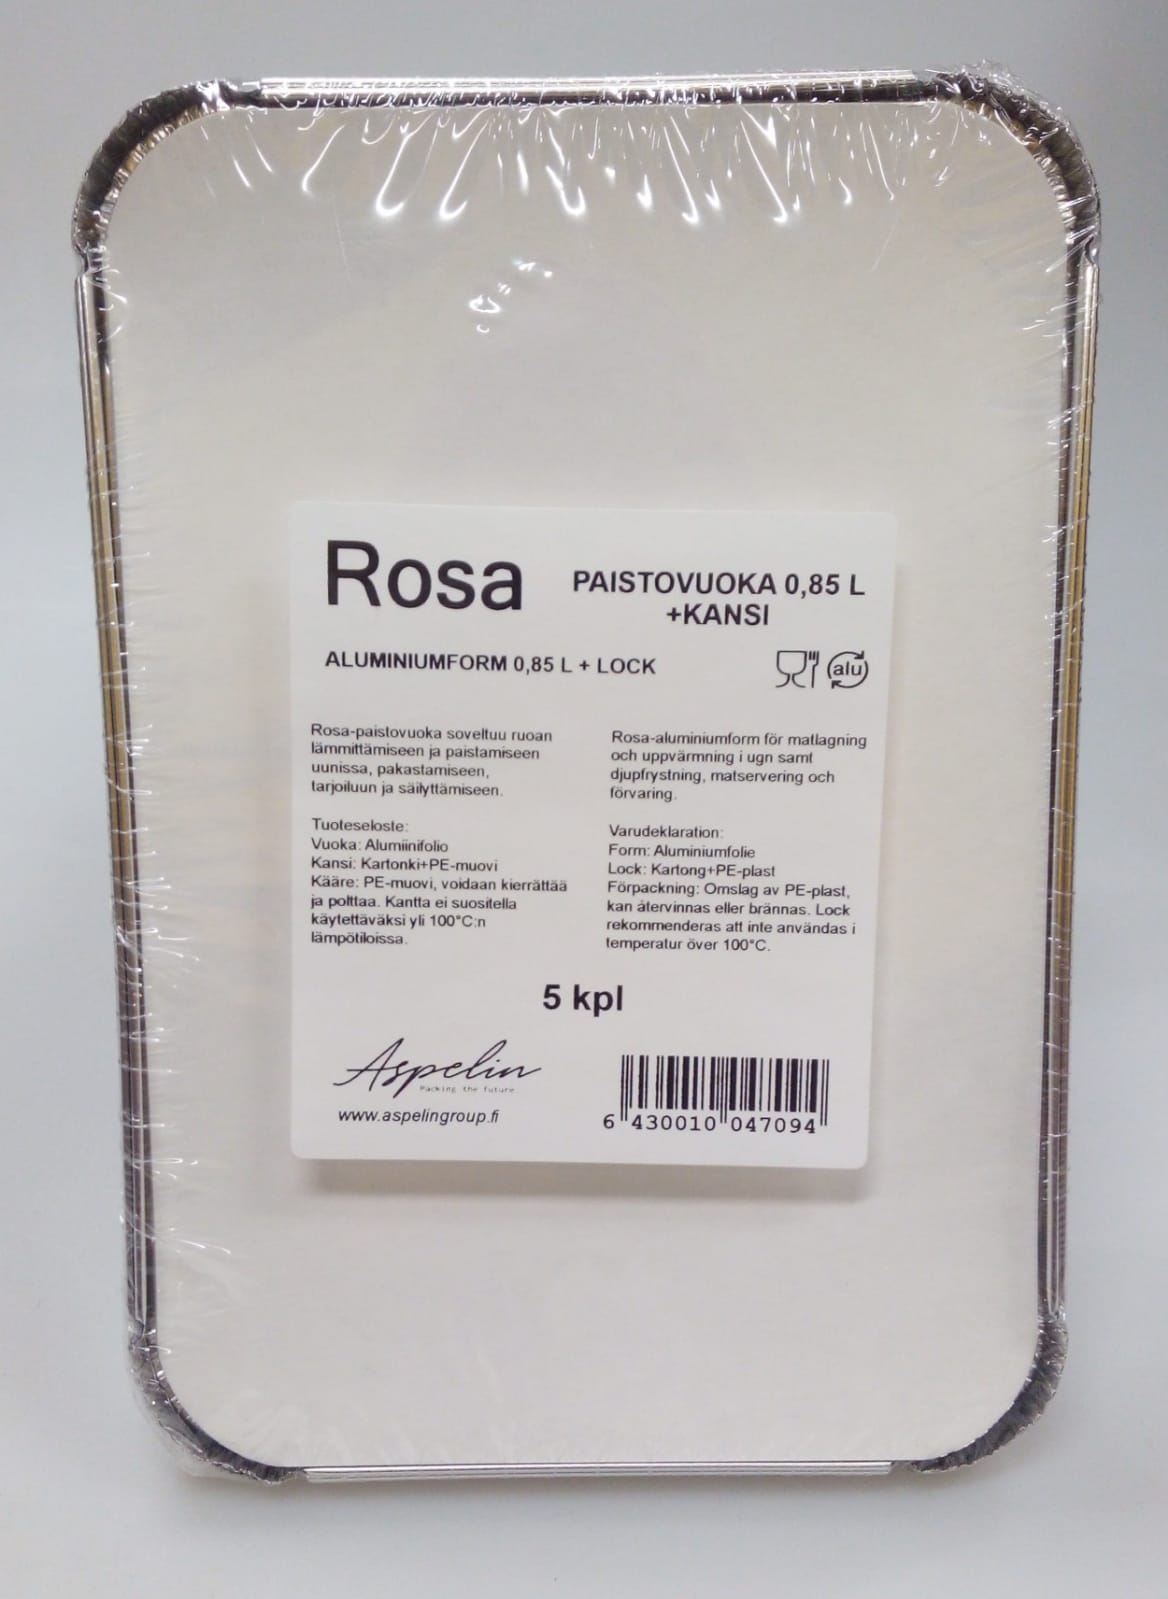 Rosa
PAISTOVUOKA 0,85 L
+KANSI
ALUMINIUMFORM 0,85 L + LOCK
alu
Rosa-paistovuoka soveltuu ruoan
lämmittämiseen ja paistamiseen
uunissa, pakastamiseen,
tarjoiluun ja säilyttämiseen.
Tuoteseloste:
Vuoka: Alumiinifolio
Kansi: Kartonki+PE-muovi
Kääre: PE-muovi, voidaan kierrättää
ja polttaa. Kantta ei suositella
käytettäväksi yli 100°C:n
lämpötiloissa.
Rosa-aluminiumform för matlagning
och uppvärmning i ugn samt
djupfrystning, matservering och
förvaring.
Varudeklaration:
Form: Aluminiumfolie
Lock: Kartong+PE-plast
Förpackning: Omslag av PE-plast,
kan återvinnas eller brännas. Lock
rekommenderas att inte användas i
temperatur över 100°C.
5 kpl
Aspelin
Packing the future
www.aspelingroup.fi
6 430010 047094